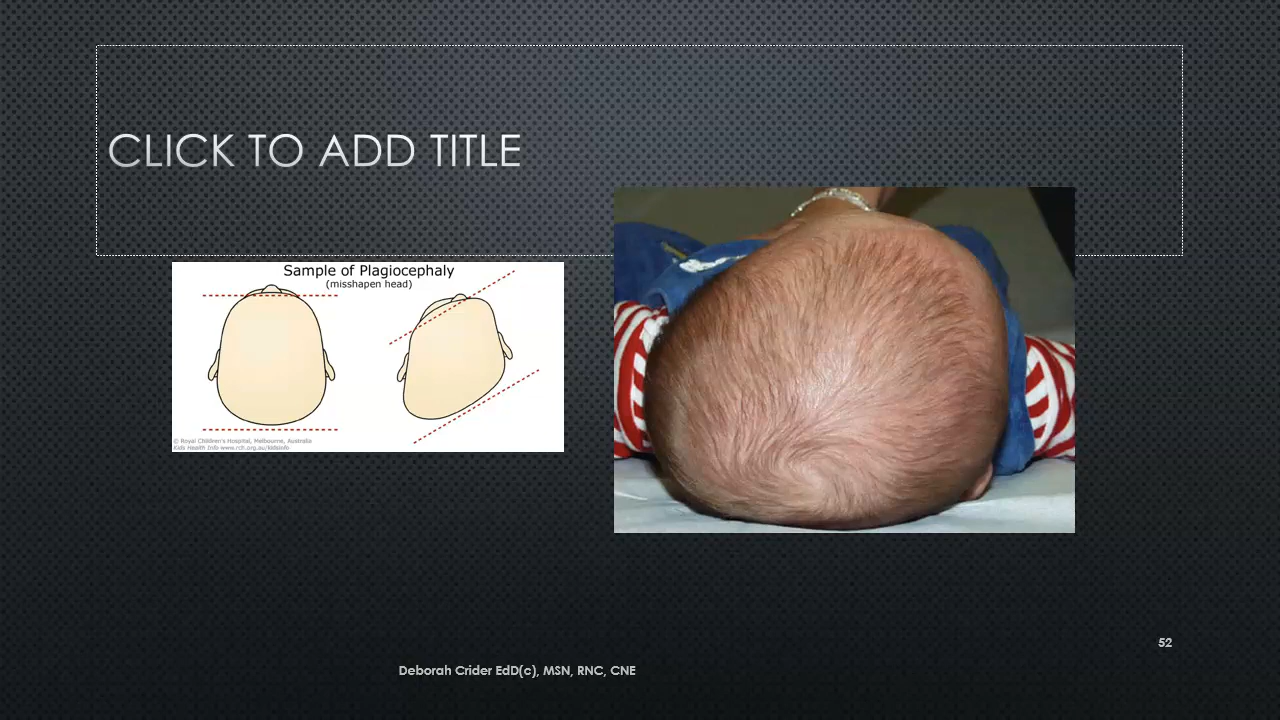 CLICK TO ADD TITLE
Sample of Plagiocephaly
(misshapen head)
© Royal Children's Hospital, Melbourne, Australia
Kids Health Info www.rch.org.au/kidsinfo
52
Deborah Crider EdD(c), MSN, RNC, CNE